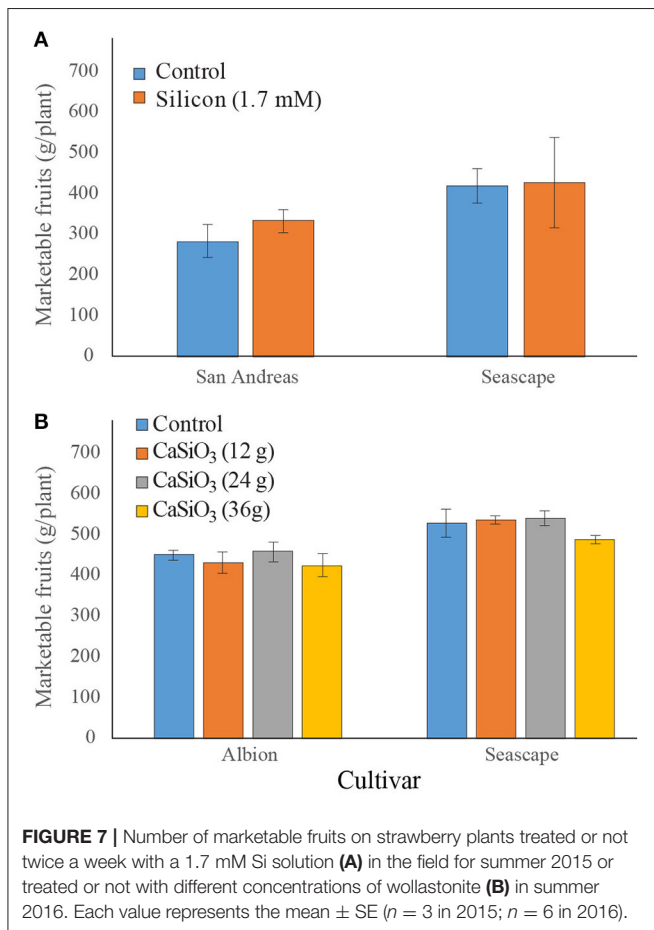 A
Control
Silicon (1.7 mM)
Marketable fruits (g/plant)
700
600
500
400
300
200
100
0
San Andreas
Seascape
B
Control
CaSiO₃ (12 g)
CaSiO₃ (24 g)
CaSiO₃ (36g)
Marketable fruits (g/plant)
700
600
500
400
300
200
100
0
Albion
Seascape
Cultivar
FIGURE 7 | Number of marketable fruits on strawberry plants treated or not
twice a week with a 1.7 mM Si solution (A) in the field for summer 2015 or
treated or not with different concentrations of wollastonite (B) in summer
2016. Each value represents the mean ± SE (n = 3 in 2015; n = 6 in 2016).